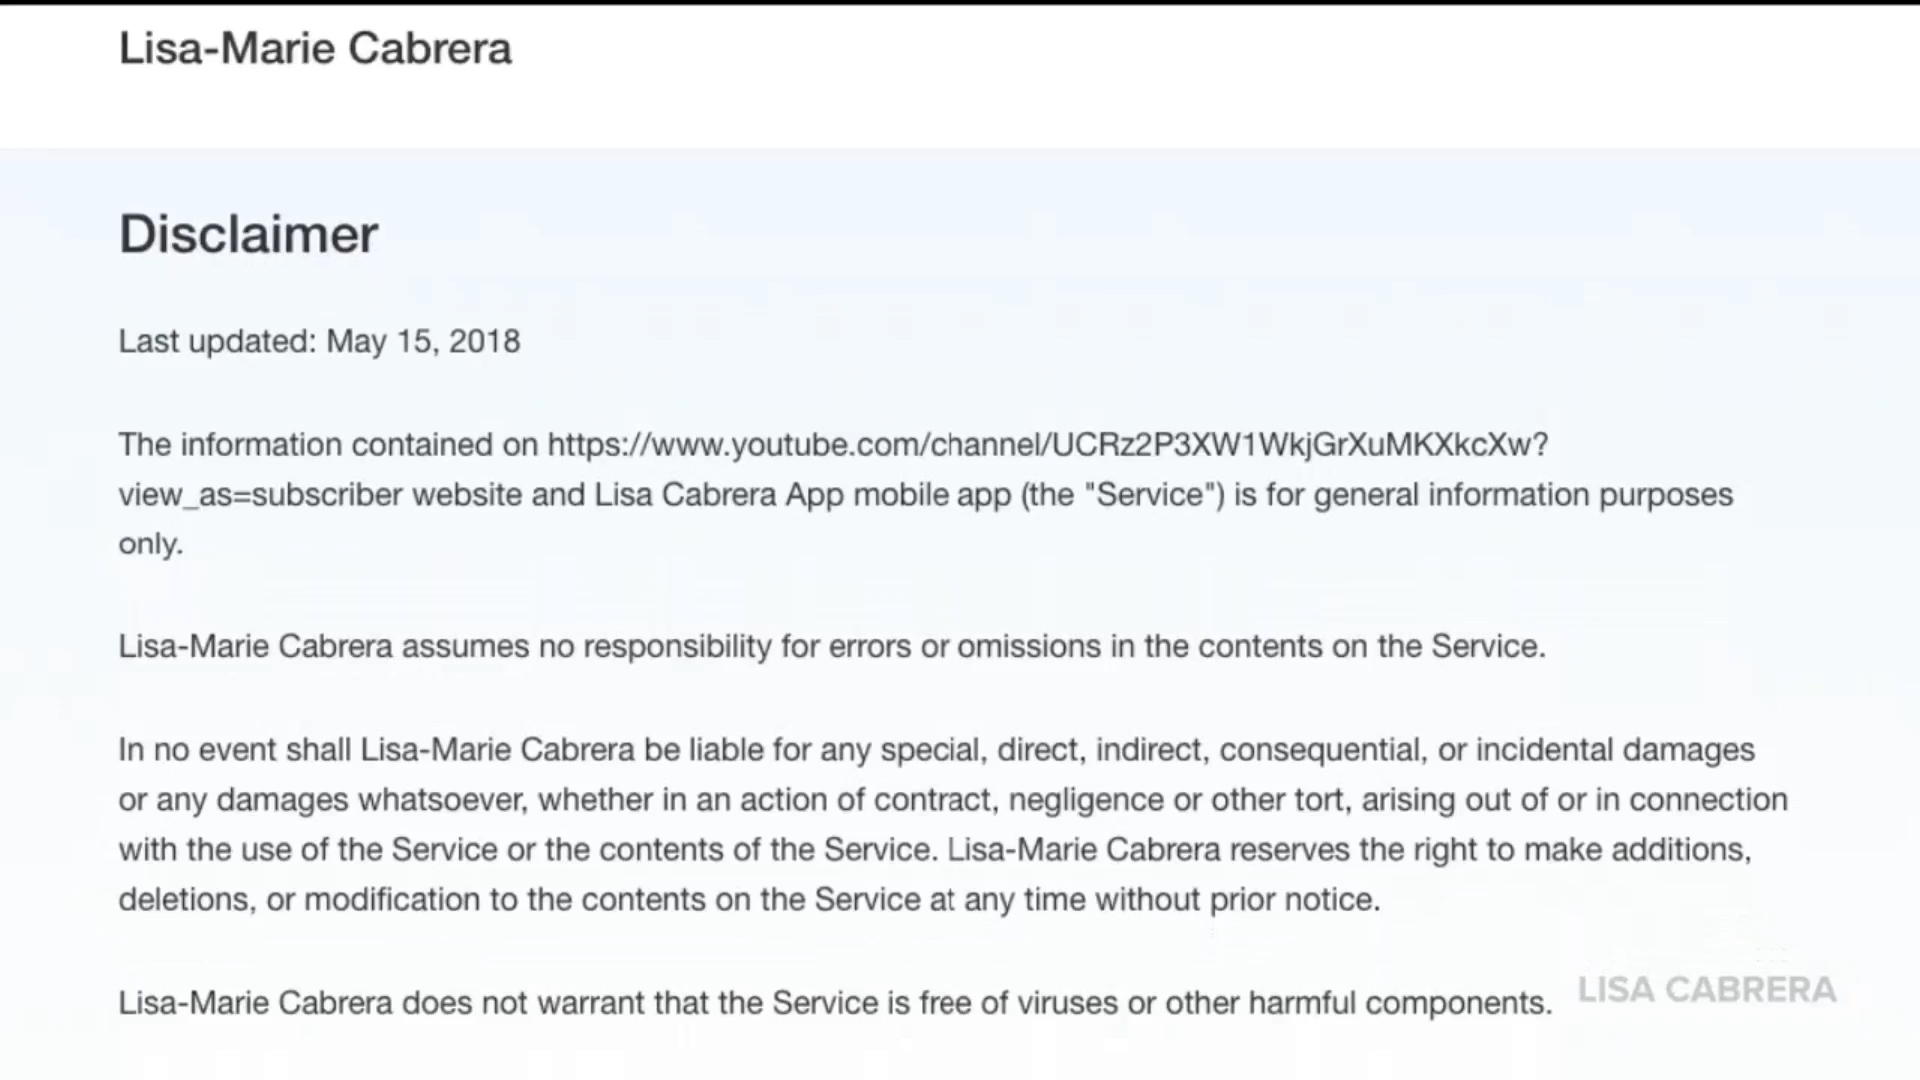 Lisa-Marie Cabrera
Disclaimer
Last updated: May 15, 2018
The information contained on https://www.youtube.com/channel/UCRz2P3XW1WkjGrXuMKXkcXw?
view_as=subscriber website and Lisa Cabrera App mobile app (the "Service") is for general information purposes
only.
Lisa-Marie Cabrera assumes no responsibility for errors or omissions in the contents on the Service.
In no event shall Lisa-Marie Cabrera be liable for any special, direct, indirect, consequential, or incidental damages
or any damages whatsoever, whether in an action of contract, negligence or other tort, arising out of or in connection
with the use of the Service or the contents of the Service. Lisa-Marie Cabrera reserves the right to make additions,
deletions, or modification to the contents on the Service at any time without prior notice.
Lisa-Marie Cabrera does not warrant that the Service is free of viruses or other harmful components.
LISA CABRERA